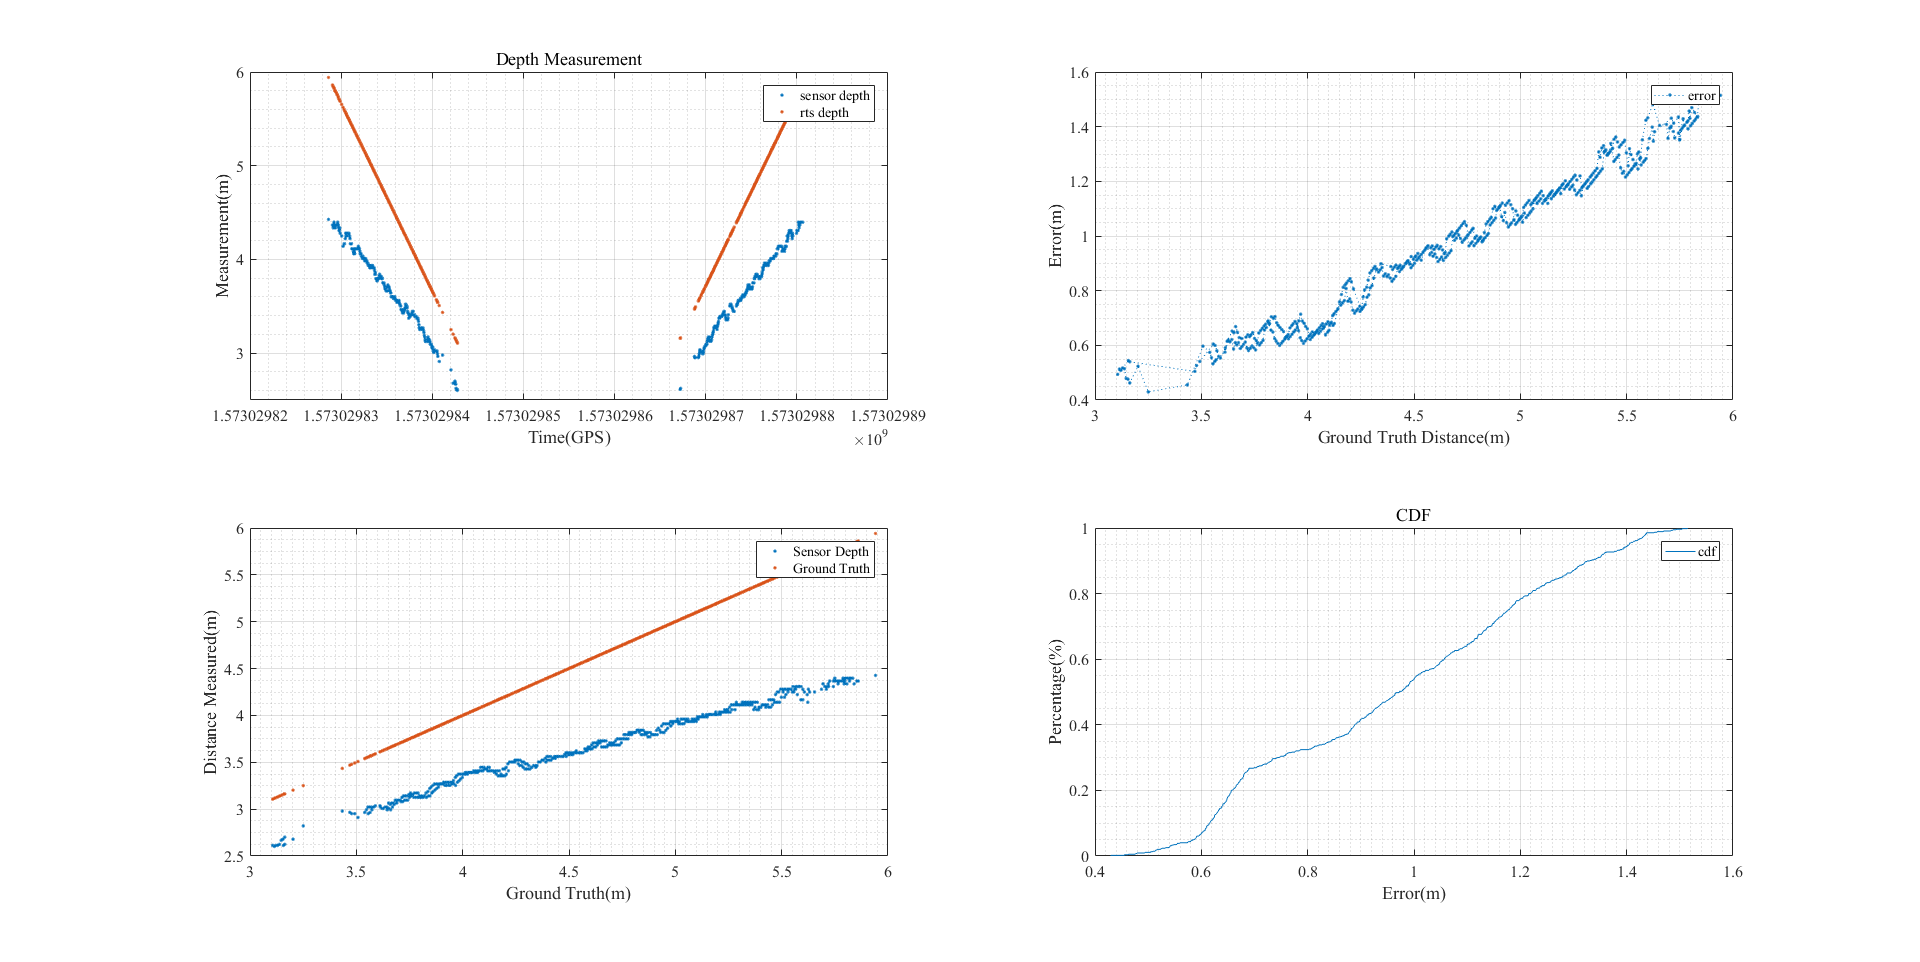 Depth Measurement
6
5
4
3
Measurement(m)
sensor depth
rts depth
1.57302982 1.57302983 1.57302984 1.57302985 1.57302986 1.57302987 1.57302988 1.57302989
Time(GPS)
×10^9
1.6
1.4
1.2
1
0.8
0.6
0.4
Error(m)
error
3 3.5 4 4.5 5 5.5 6
Ground Truth Distance(m)
6
5.5
5
4.5
4
3.5
3
2.5
Distance Measured(m)
Sensor Depth
Ground Truth
3 3.5 4 4.5 5 5.5 6
Ground Truth(m)
CDF
1
0.8
0.6
0.4
0.2
0
Percentage(%)
cdf
0.4 0.6 0.8 1 1.2 1.4 1.6
Error(m)